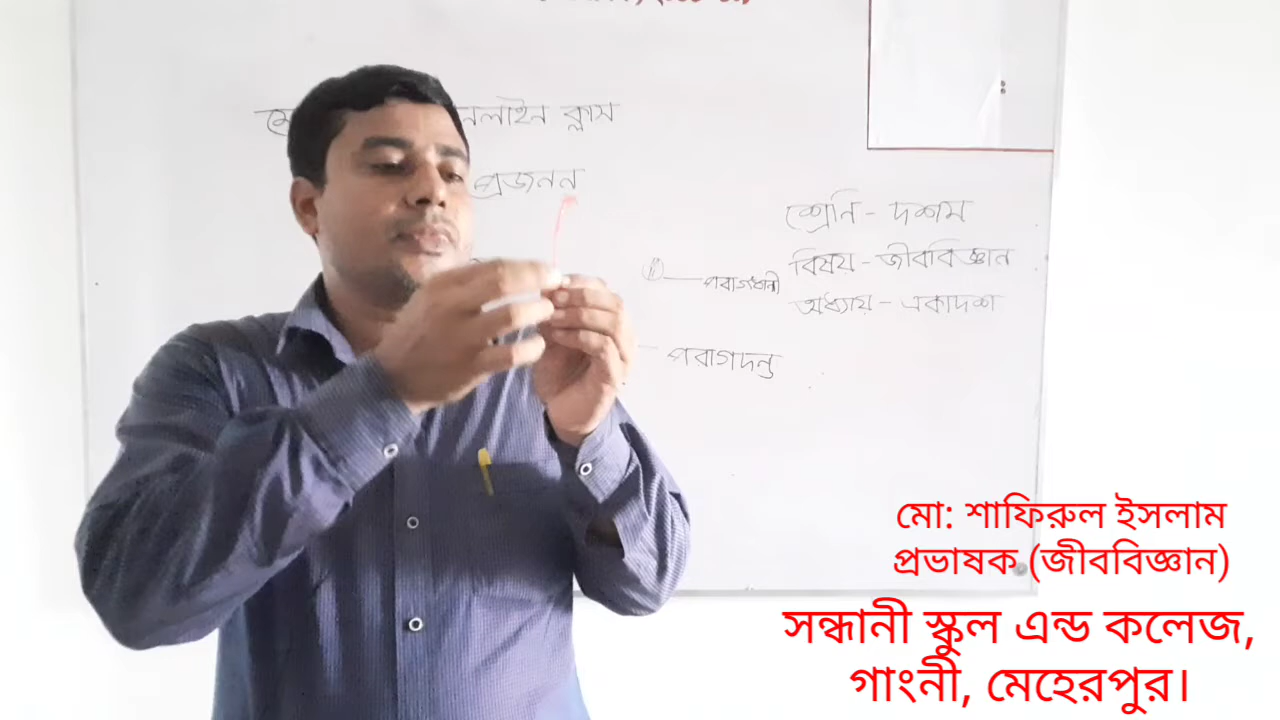 অনলাইন ক্লাস
প্রজনন
শ্রেনি - দশম
বিষয় - জীববিজ্ঞান
পরাগধানী
অধ্যায় - একাদশ
পরাগদন্ড
মো: শাফিরুল ইসলাম
প্রভাষক (জীববিজ্ঞান)
সন্ধানী স্কুল এন্ড কলেজ,
গাংনী, মেহেরপুর।